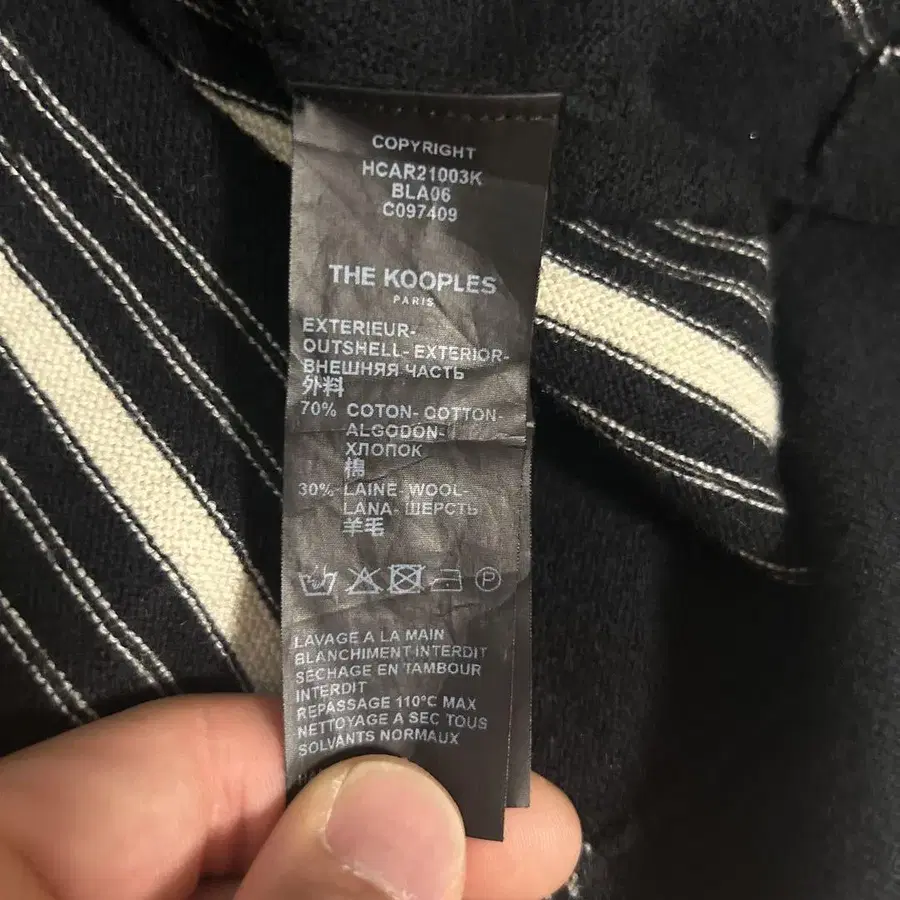 COPYRIGHT
HCAR21003K
BLA06
C097409
THE KOOPLES
PARIS
EXTERIEUR-
OUTSHELL- EXTERIOR-
ВНЕШНЯЯ ЧАСТЬ
外料
70% COTON- COTTON-
ALGODON-
ХЛОПОК
棉
30% LAINE- WOOL-
LANA- ШЕРСТЬ
羊毛
P
LAVAGE A LA MAIN
BLANCHIMENT INTERDIT
SECHAGE EN TAMBOUR
INTERDIT
REPASSAGE 110°C MAX
NETTOYAGE A SEC TOUS
SOLVANTS NORMAUX